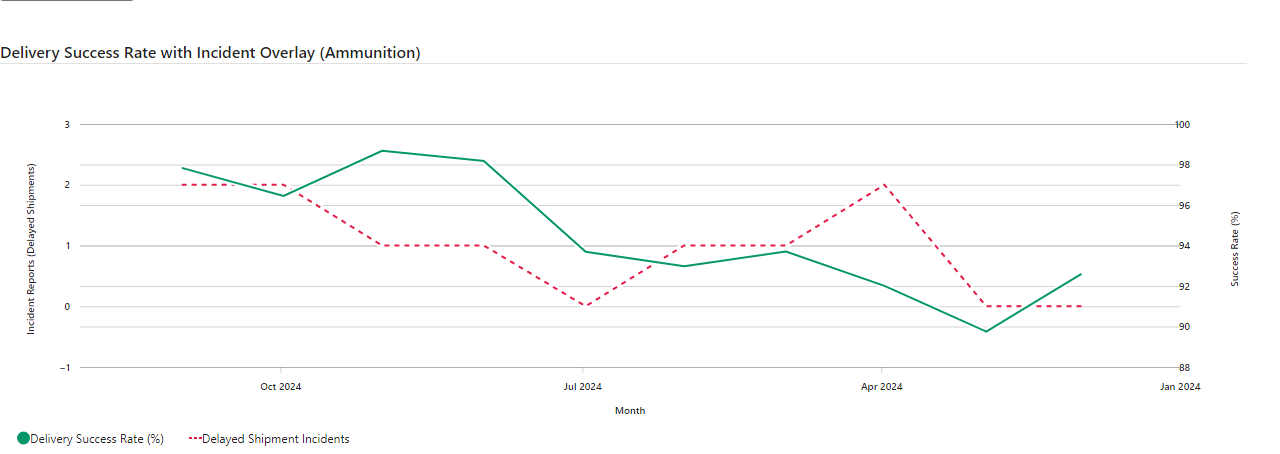 Delivery Success Rate with Incident Overlay (Ammunition)
3
2
1
0
−1
100
98
96
94
92
90
88
Incident Reports (Delayed Shipments)
Success Rate (%)
Oct 2024
Jul 2024
Apr 2024
Jan 2024
Month
Delivery Success Rate (%)
Delayed Shipment Incidents